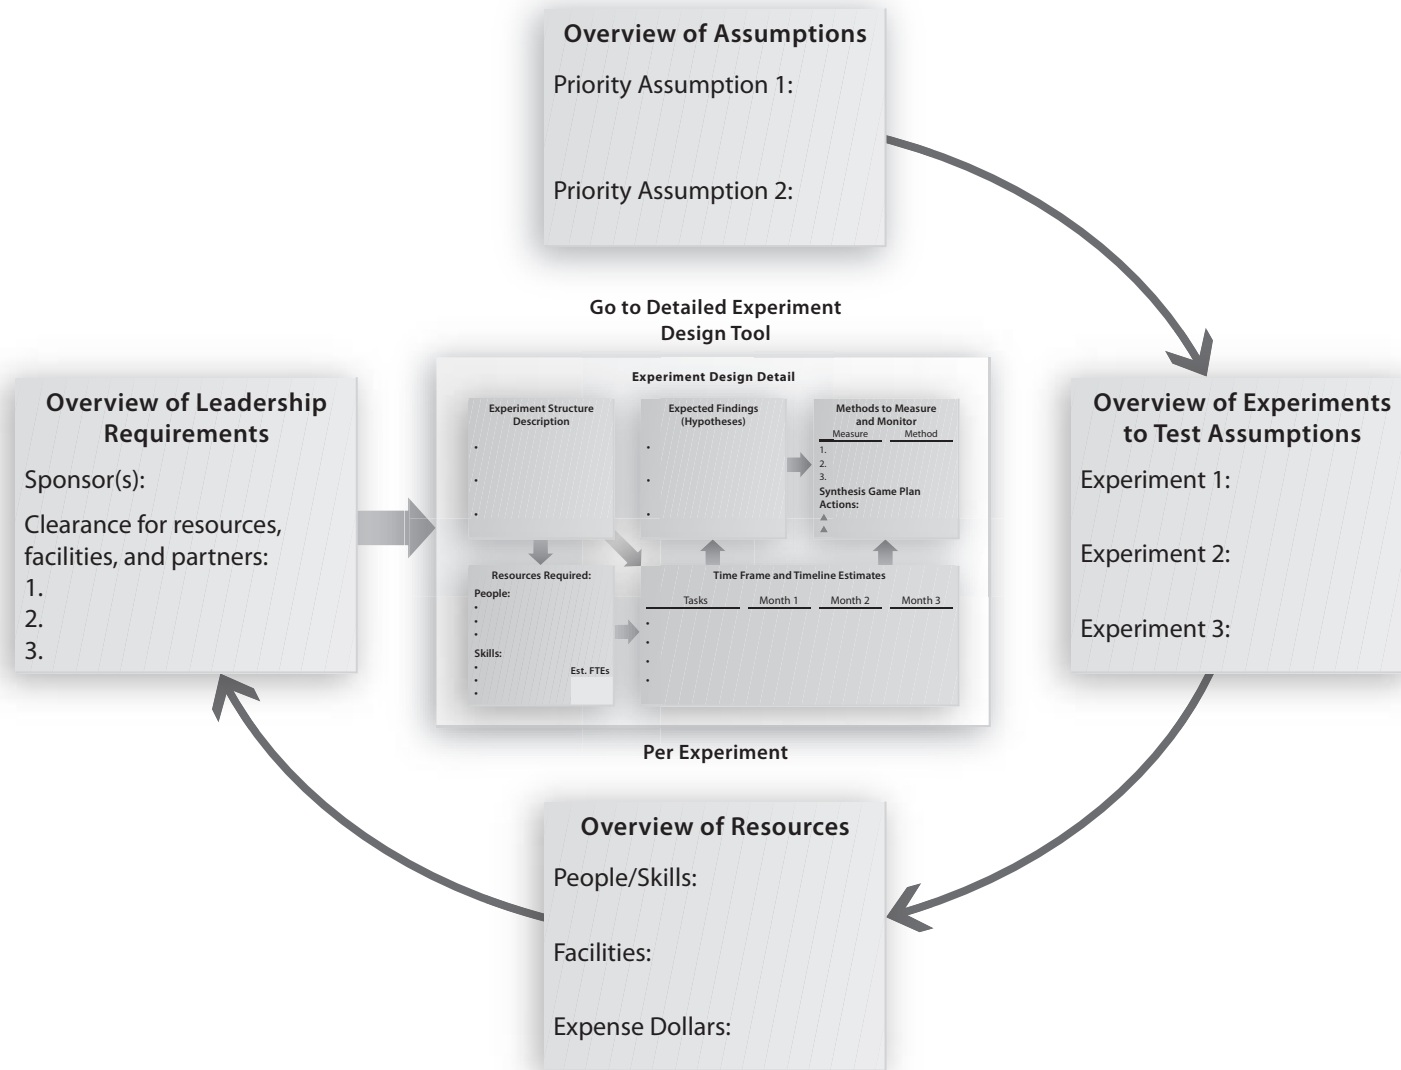 Overview of Assumptions
Priority Assumption 1:
Priority Assumption 2:
Go to Detailed Experiment
Design Tool
Overview of Leadership
Requirements
Sponsor(s):
Clearance for resources,
facilities, and partners:
1.
2.
3.
Experiment Design Detail
Experiment Structure
Description
•
•
•
Expected Findings
(Hypotheses)
•
•
•
Methods to Measure
and Monitor
Measure Method
1.
2.
3.
Synthesis Game Plan
Actions:
Resources Required:
People:
•
•
•
Skills:
•
•
•
Est. FTEs
Time Frame and Timeline Estimates
Tasks Month 1 Month 2 Month 3
•
•
•
•
Per Experiment
Overview of Experiments
to Test Assumptions
Experiment 1:
Experiment 2:
Experiment 3:
Overview of Resources
People/Skills:
Facilities:
Expense Dollars: